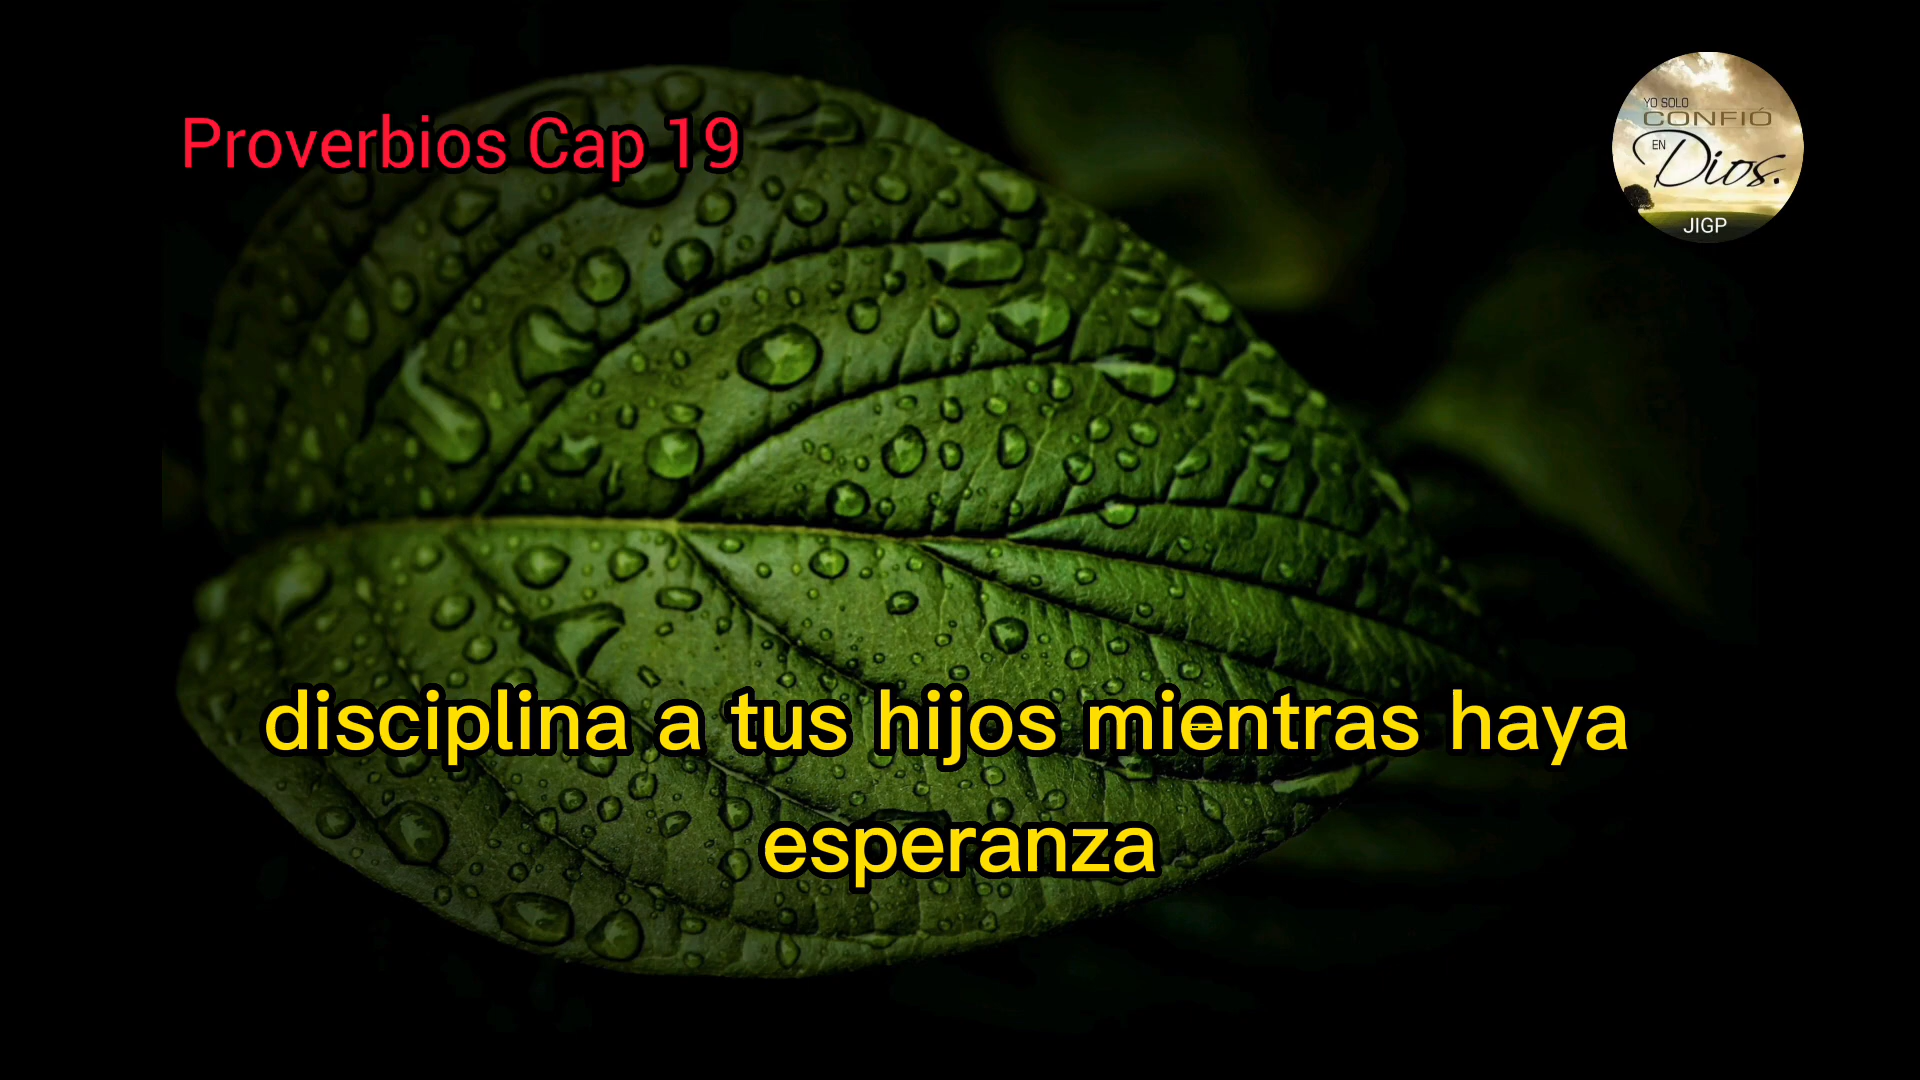 Proverbios Cap 19
YO SOLO
CONFIÓ
EN
Dios.
JIGP
disciplina a tus hijos mientras haya
esperanza